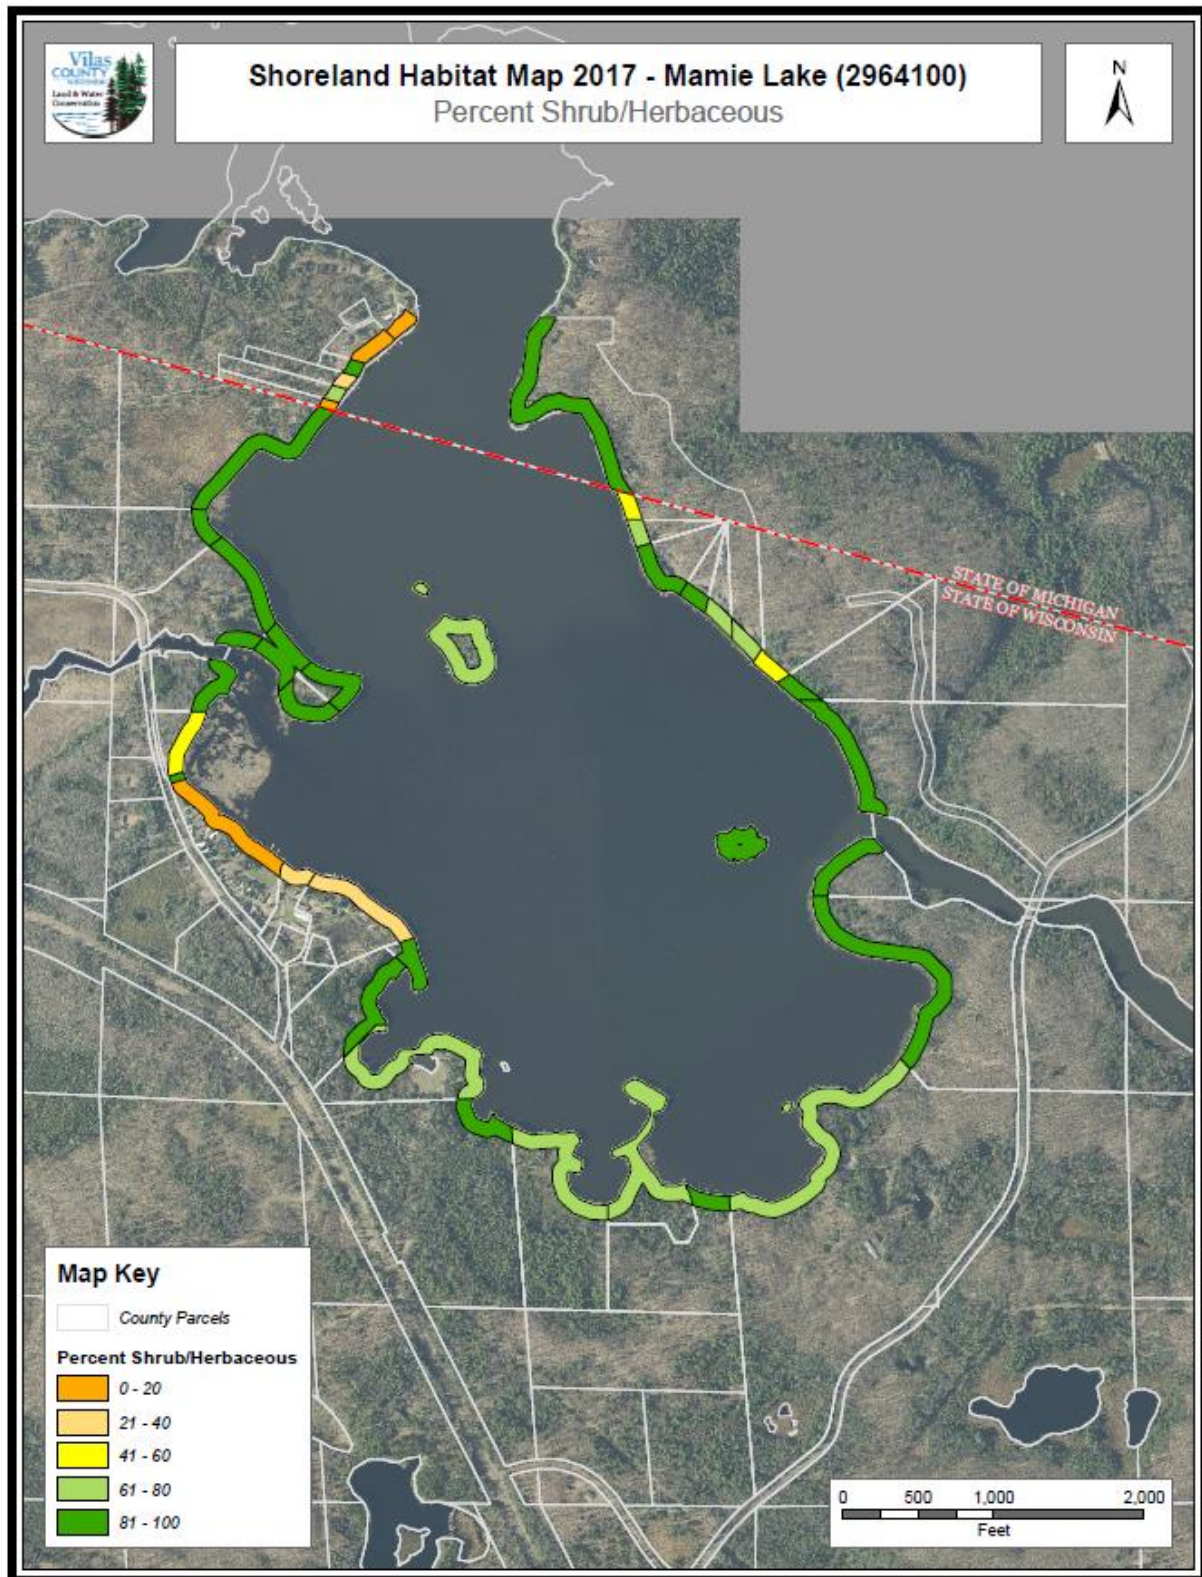 Vilas
COUNTY
Land & Water
Conservation
Shoreland Habitat Map 2017 - Mamie Lake (2964100)
Percent Shrub/Herbaceous
N
STATE OF MICHIGAN
STATE OF WISCONSIN
Map Key
County Parcels
Percent Shrub/Herbaceous
0 - 20
21 - 40
41 - 60
61 - 80
81 - 100
0 500 1,000 2,000
Feet